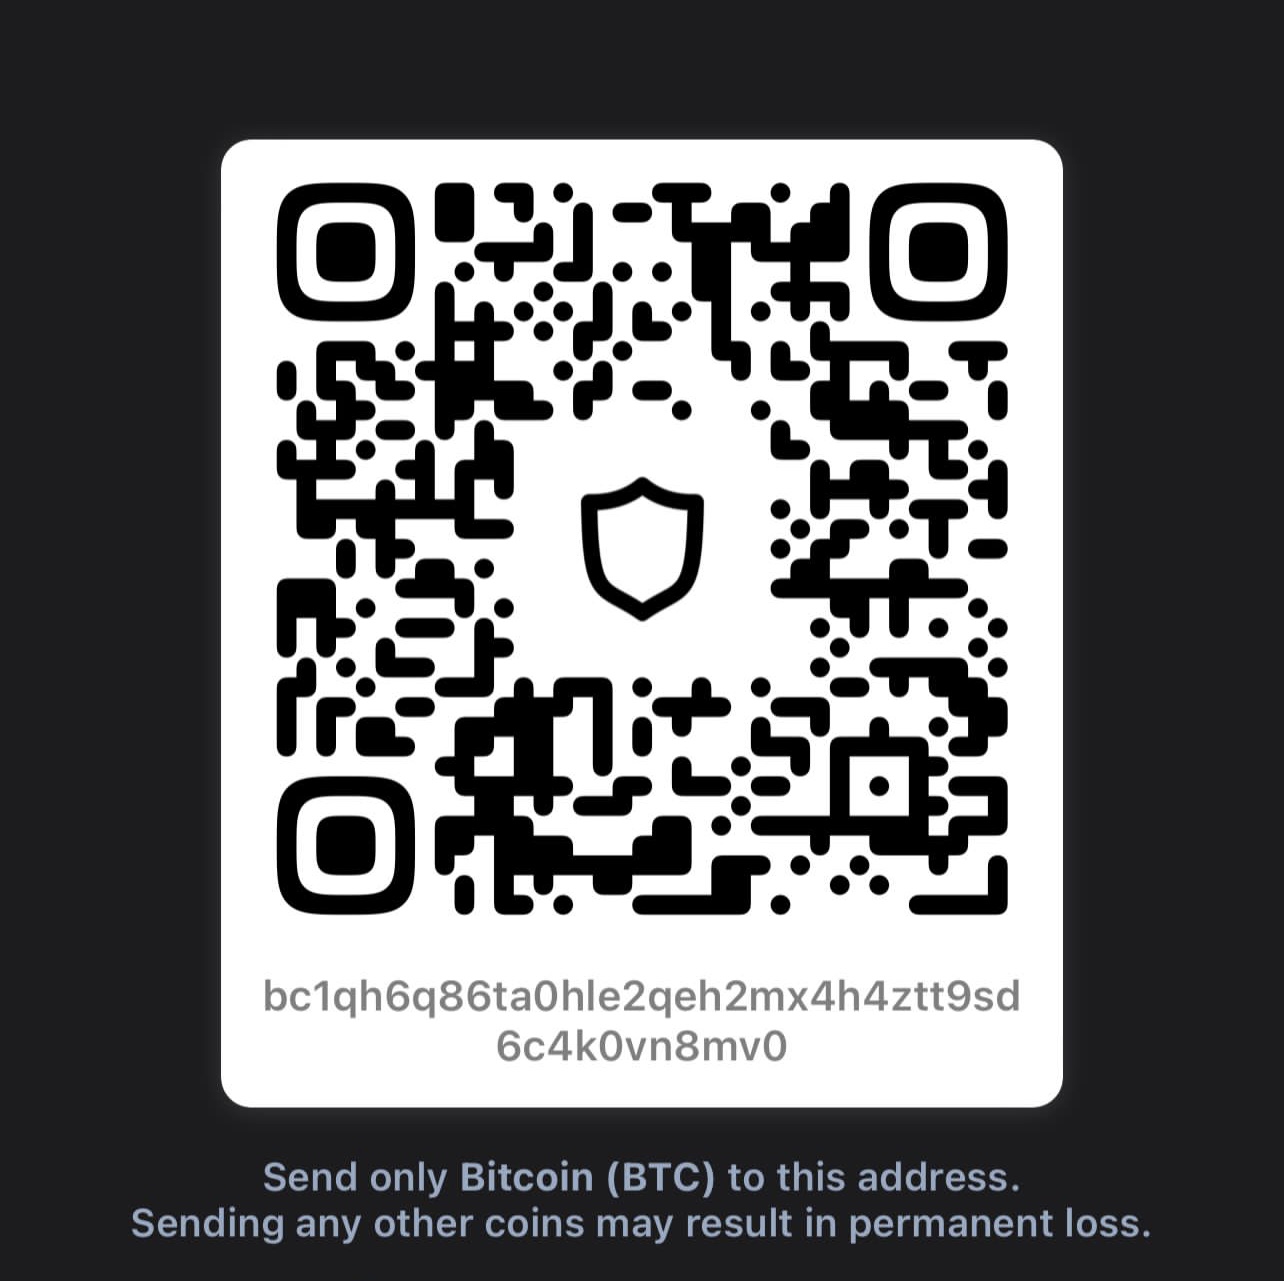 bc1qh6q86ta0hle2qeh2mx4h4ztt9sd
6c4k0vn8mv0
Send only Bitcoin (BTC) to this address.
Sending any other coins may result in permanent loss.